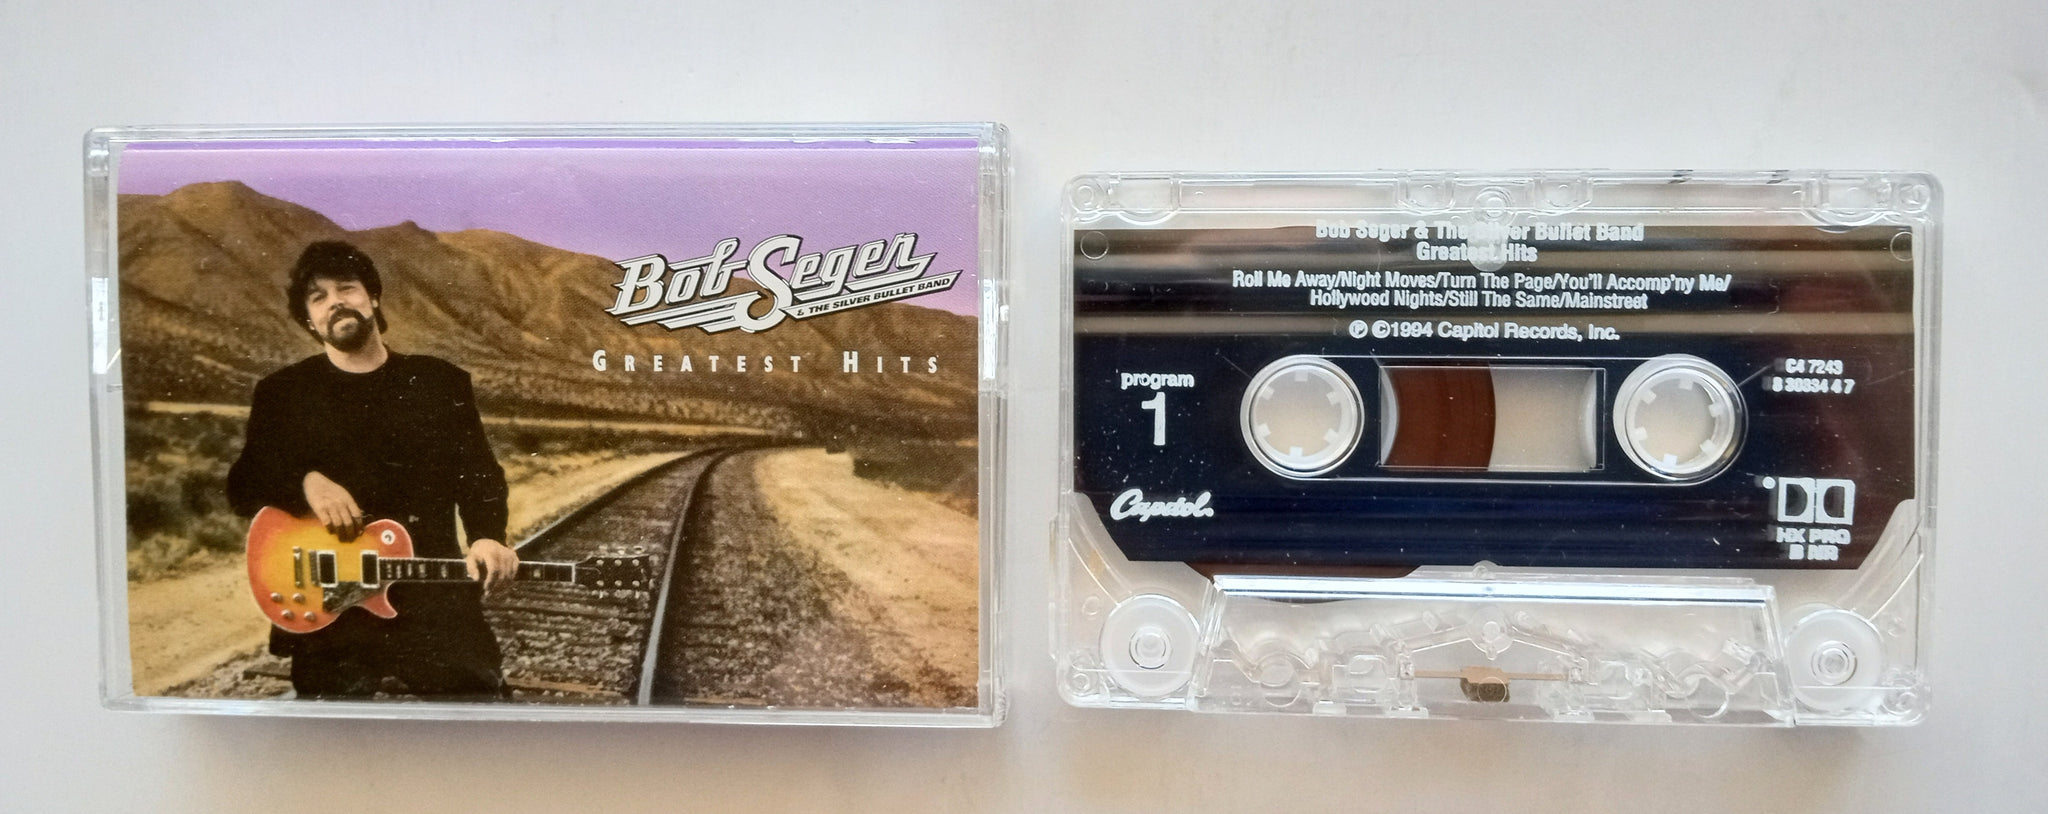 Bob Seger
& THE SILVER BULLET BAND
GREATEST HITS
Bob Seger & The Silver Bullet Band
Greatest Hits
Roll Me Away/Night Moves/Turn The Page/You'll Accomp'ny Me/
Hollywood Nights/Still The Same/Mainstreet
℗ ©1994 Capitol Records, Inc.
program
1
C4 7243
8 30334 4 7
Capitol
HX PRO
B NR